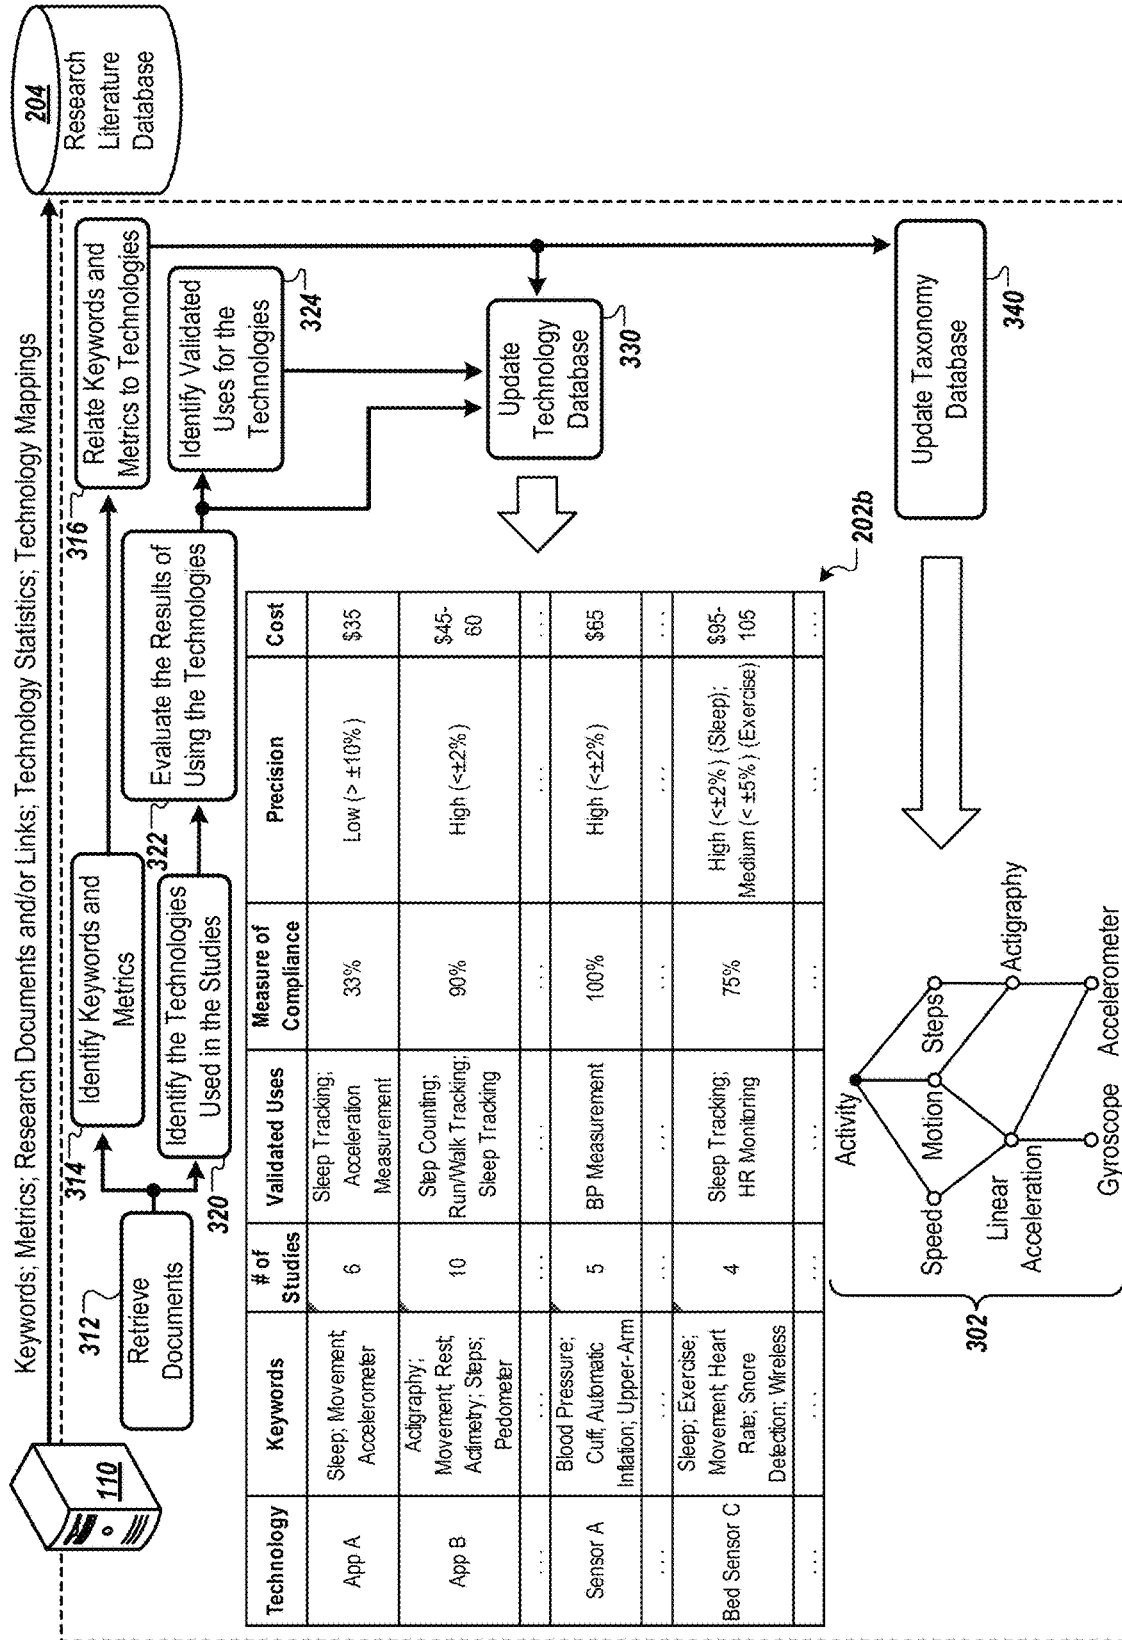 Keywords; Metrics; Research Documents and/or Links; Technology Statistics; Technology Mappings
110
204
Research
Literature
Database
312
Retrieve
Documents
314
Identify Keywords and
Metrics
316
Relate Keywords and
Metrics to Technologies
320
Identify the Technologies
Used in the Studies
322
Evaluate the Results of
Using the Technologies
324
Identify Validated
Uses for the
Technologies
330
Update
Technology
Database
340
Update Taxonomy
Database
202b
Technology
Keywords
# of
Studies
Validated Uses
Measure of
Compliance
Precision
Cost
App A
Sleep; Movement;
Accelerometer
6
Sleep Tracking;
Acceleration
Measurement
33%
Low (> ±10% )
$35
App B
Actigraphy;
Movement; Rest;
Actimetry; Steps;
Pedometer
10
Step Counting;
Run/Walk Tracking;
Sleep Tracking
90%
High (<±2%)
$45-
60
... ... ... ... ... ... ...
Sensor A
Blood Pressure;
Cuff, Automatic
Inflation; Upper-Arm
5
BP Measurement
100%
High (<±2%)
$65
... ... ... ... ... ... ...
Bed Sensor C
Sleep; Exercise;
Movement; Heart
Rate; Snore
Detection; Wireless
4
Sleep Tracking;
HR Monitoring
75%
High (<±2%) (Sleep);
Medium (< ±5%) (Exercise)
$95-
105
... ... ... ... ... ... ...
302
Activity
Speed
Motion
Steps
Linear
Acceleration
Actigraphy
Gyroscope
Accelerometer